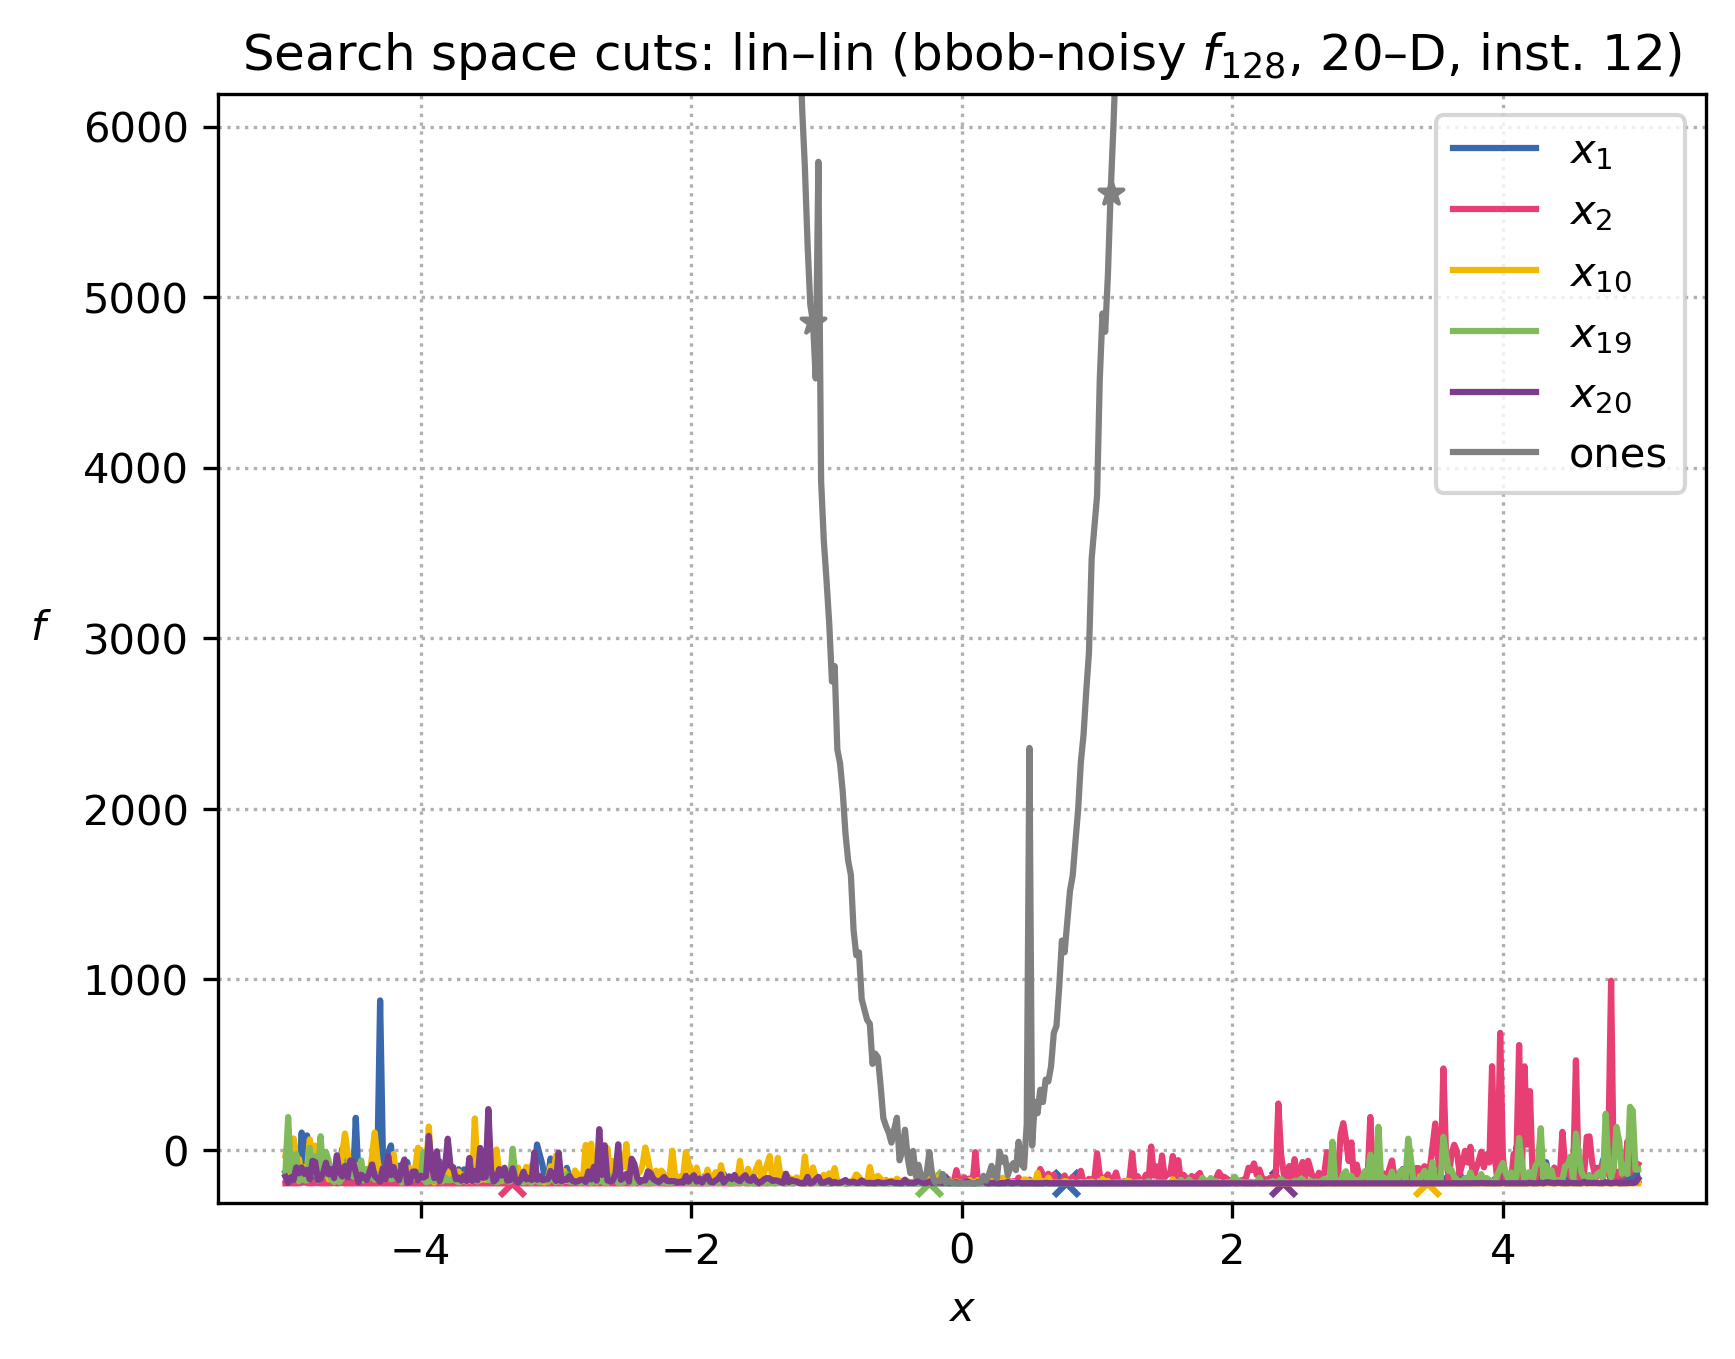 Search space cuts: lin–lin (bbob-noisy f₁₂₈, 20–D, inst. 12)
6000
5000
4000
3000
2000
1000
0
f
−4
−2
0
2
4
x
x₁
x₂
x₁₀
x₁₉
x₂₀
ones